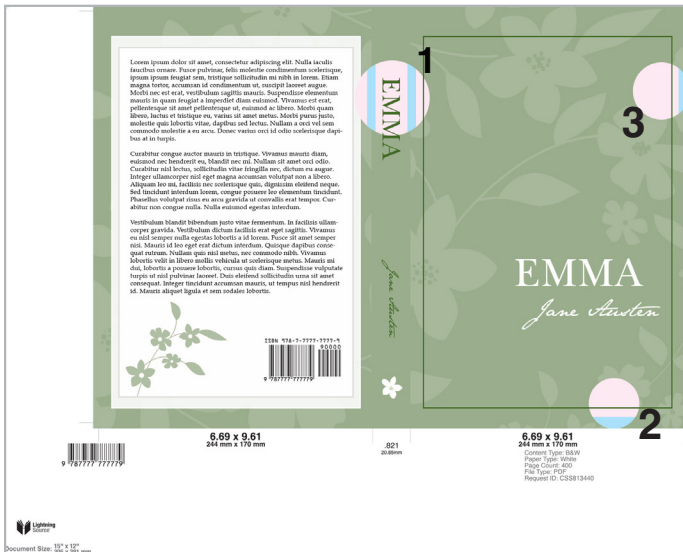 Lorem ipsum dolor sit amet, consectetur adipiscing elit. Nulla iaculis
faucibus ornare. Fusce pulvinar, felis molestie condimentum scelerisque,
ipsum ipsum feugiat sem, tristique sollicitudin mi nibh in lorem. Etiam
magna tortor, accumsan id condimentum ut, suscipit laoreet augue.
Morbi nec est erat, vestibulum sagittis mauris. Suspendisse elementum
mauris in quam feugiat a imperdiet diam euismod. Vivamus est erat,
pellentesque sit amet pellentesque ut, euismod ac libero. Morbi quam
libero, luctus et tristique eu, varius sit amet metus. Morbi purus justo,
molestie quis lobortis vitae, dapibus sed lectus. Nullam a orci vel sem
commodo molestie a eu arcu. Donec varius orci id odio scelerisque dapi-
bus at in turpis.
Curabitur congue auctor mauris in tristique. Vivamus mauris diam,
euismod nec hendrerit eu, blandit nec mi. Nullam sit amet orci odio.
Curabitur nisl lectus, sollicitudin vitae fringilla nec, dictum eu augue.
Integer ullamcorper nisl eget magna accumsan volutpat non a libero.
Aliquam leo mi, facilisis nec scelerisque quis, dignissim eleifend neque.
Sed tincidunt interdum lorem, congue posuere leo elementum tincidunt.
Phasellus volutpat risus eu arcu gravida ut convallis erat tempor. Cur-
abitur non congue nulla. Nulla euismod egestas interdum.
Vestibulum blandit bibendum justo vitae fermentum. In facilisis ullam-
corper gravida. Vestibulum dictum facilisis erat eget sagittis. Vivamus
eu nisl semper nulla egestas lobortis a id lorem. Fusce sit amet semper
nisi. Mauris id leo eget erat dictum interdum. Quisque dapibus conse-
quat rutrum. Nullam quis nisl metus, nec commodo nibh. Vivamus
lobortis velit in libero mollis vehicula ut scelerisque metus. Mauris mi
dui, lobortis a posuere lobortis, cursus quis diam. Suspendisse vulputate
turpis ut nisl pulvinar laoreet. Duis eleifend sollicitudin urna sit amet
consequat. Integer tincidunt accumsan mauris, ut tempus nisl hendrerit
id. Mauris aliquet ligula et sem sodales lobortis.
ISBN 978-7-7777-7777-9
90000
9 787777 777779
EMMA
Jane Austen
1
3
EMMA
Jane Austen
2
6.69 x 9.61
244 mm x 170 mm
.821
20.85mm
6.69 x 9.61
244 mm x 170 mm
Content Type: B&W
Paper Type: White
Page Count: 400
File Type: PDF
Request ID: CSS813440
9 787777 777779
Lightning
Source
Document Size: 15" x 12"